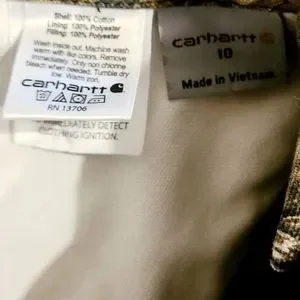 Shell: 100% Cotton
Lining: 100% Polyester
Filling: 100% Polyester
Wash inside out. Machine wash
warm with like colors. Remove
immediately. Only non chlorine
bleach when needed. Tumble dry
low. Warm iron.
carhartt
RN 13706
IMMEDIATELY DETECT
CLOTHING IGNITION.
carhartt
10
Made in Vietnam